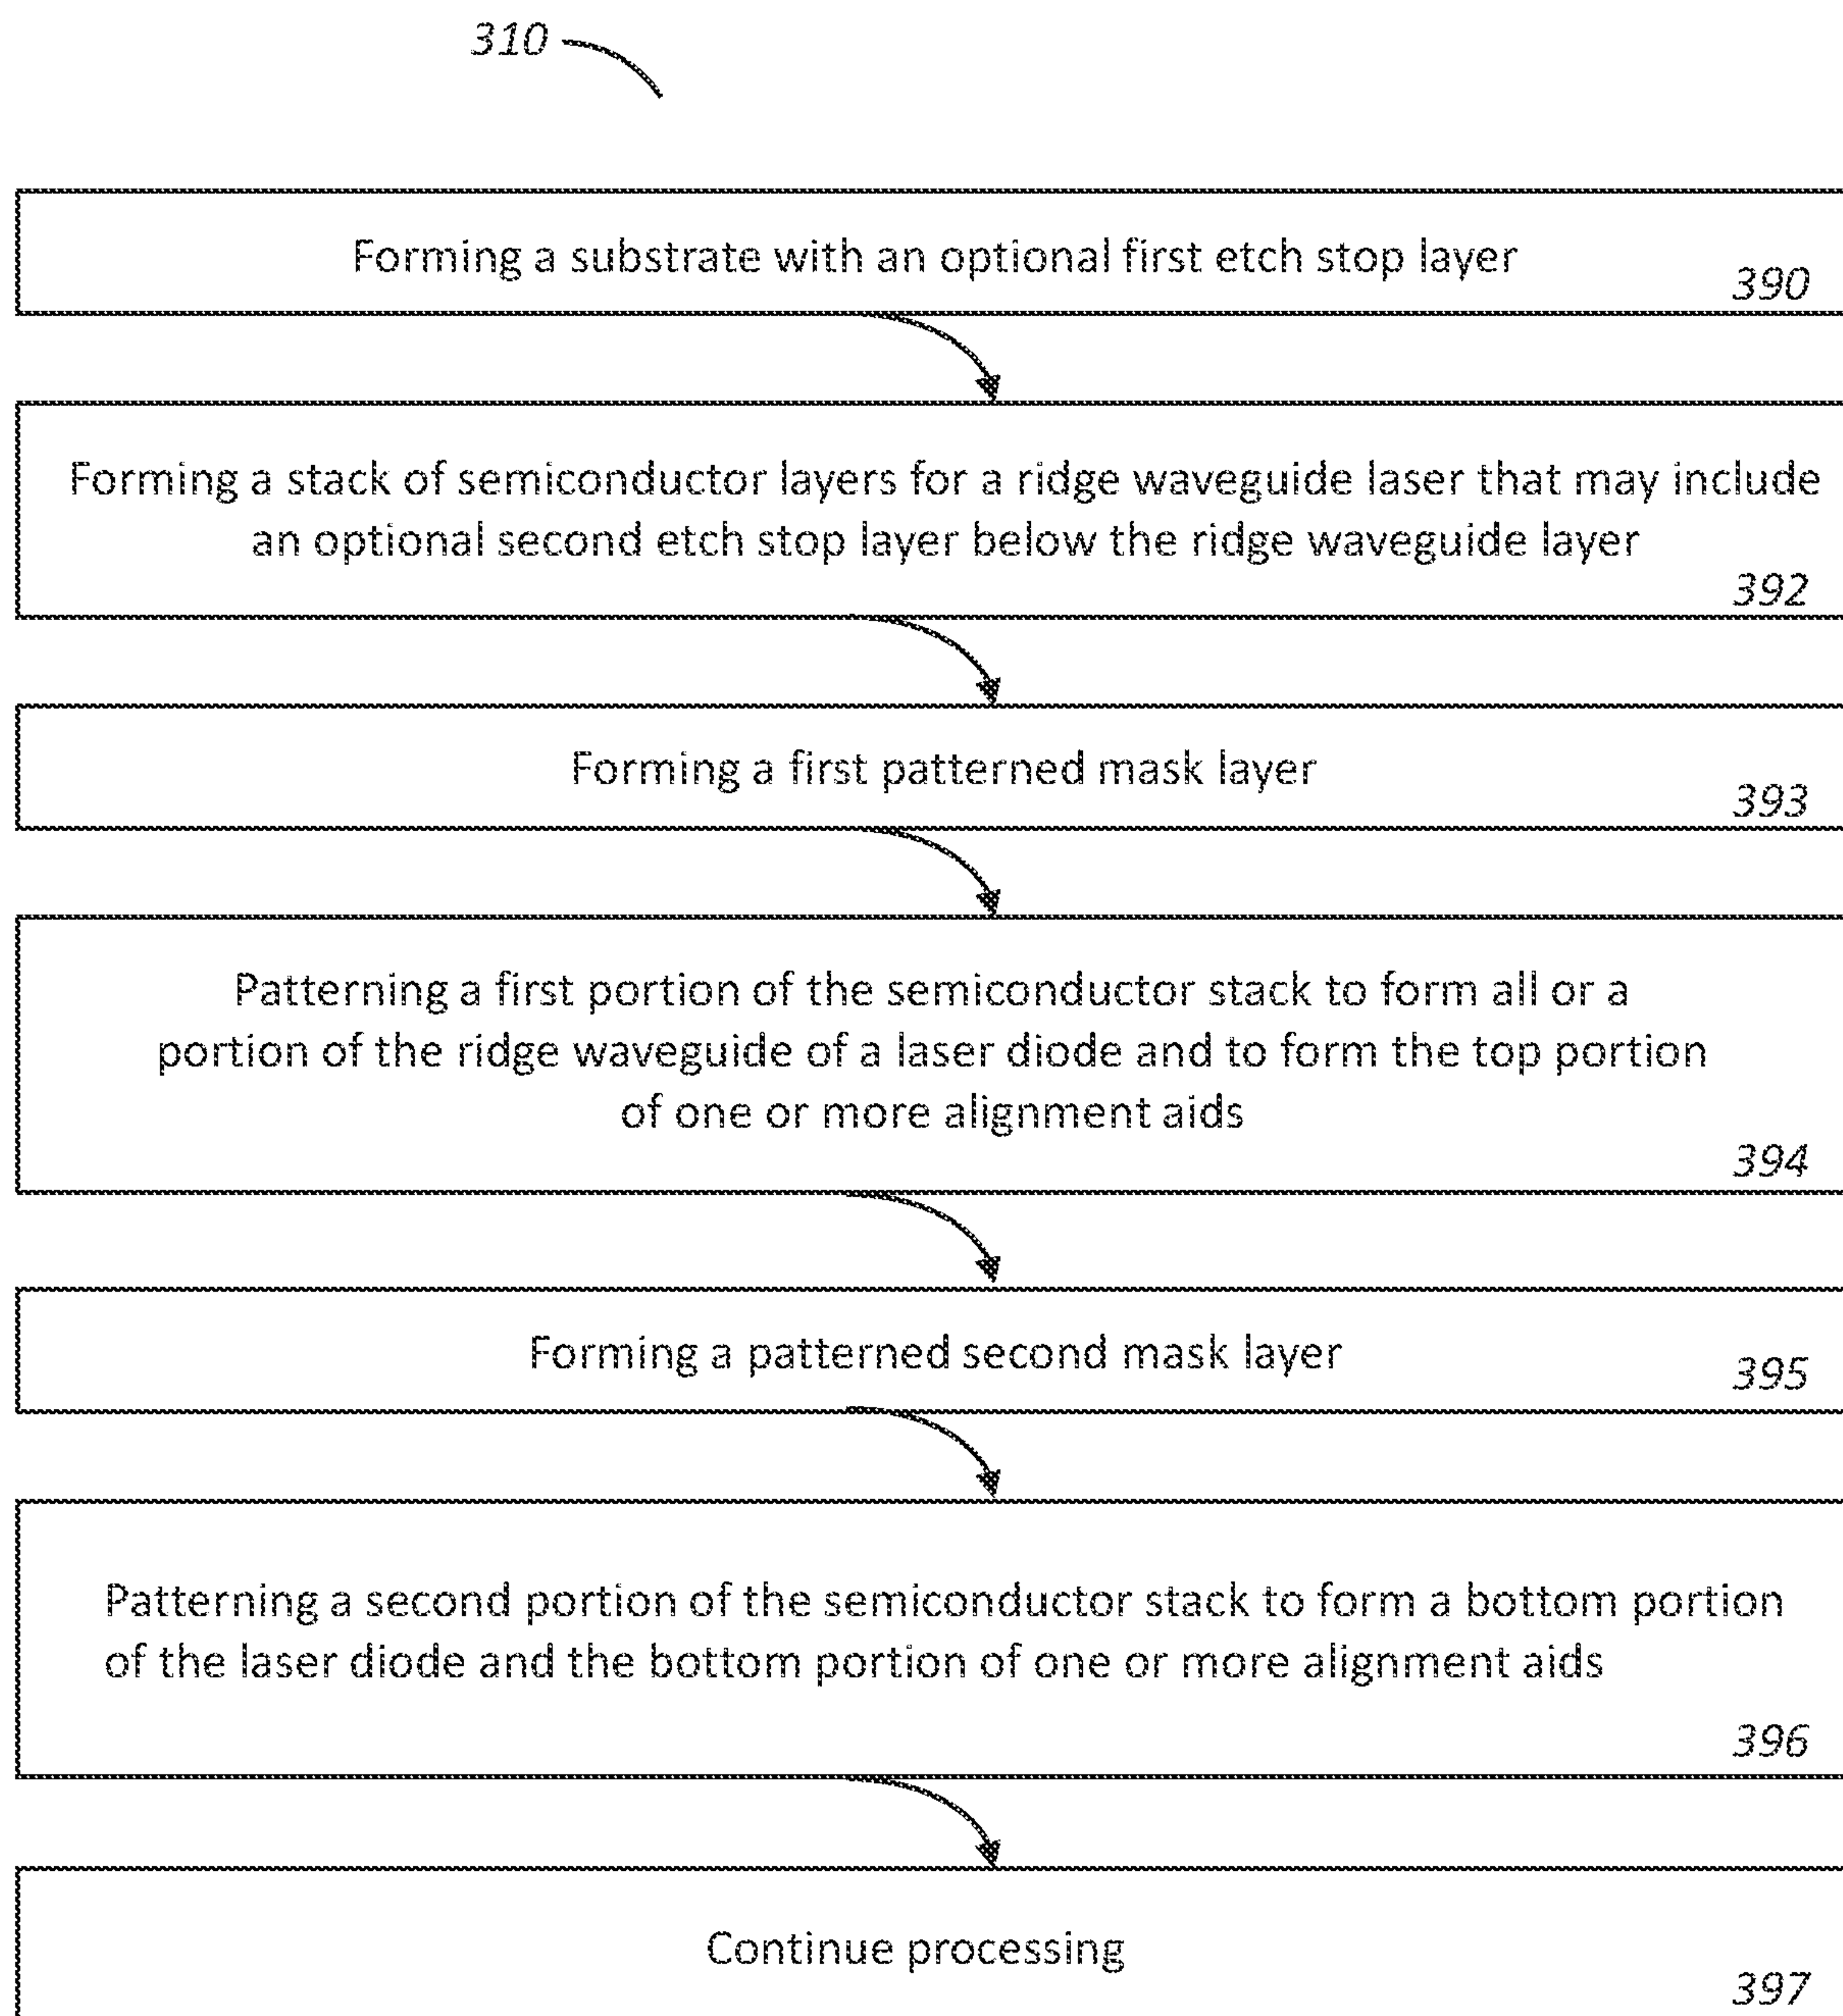 310
Forming a substrate with an optional first etch stop layer
390
Forming a stack of semiconductor layers for a ridge waveguide laser that may include
an optional second etch stop layer below the ridge waveguide layer
392
Forming a first patterned mask layer
393
Patterning a first portion of the semiconductor stack to form all or a
portion of the ridge waveguide of a laser diode and to form the top portion
of one or more alignment aids
394
Forming a patterned second mask layer
395
Patterning a second portion of the semiconductor stack to form a bottom portion
of the laser diode and the bottom portion of one or more alignment aids
396
Continue processing
397